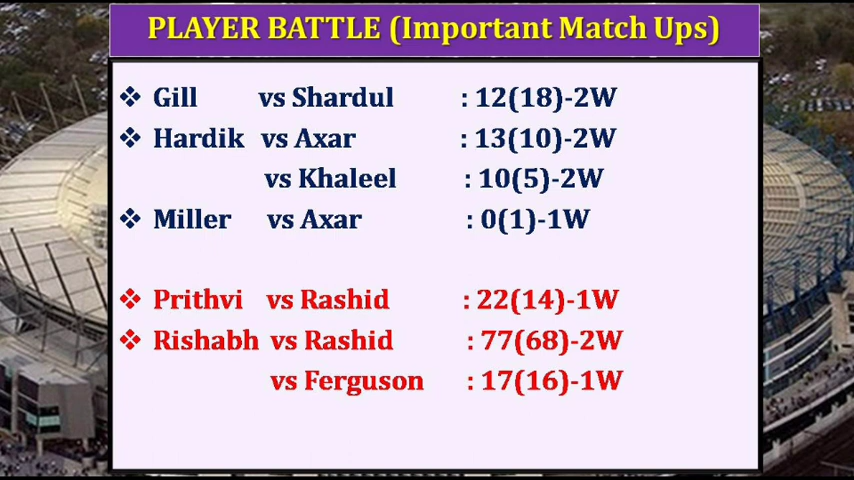 PLAYER BATTLE (Important Match Ups)
❖ Gill vs Shardul : 12(18)-2W
❖ Hardik vs Axar : 13(10)-2W
vs Khaleel : 10(5)-2W
❖ Miller vs Axar : 0(1)-1W
❖ Prithvi vs Rashid : 22(14)-1W
❖ Rishabh vs Rashid : 77(68)-2W
vs Ferguson : 17(16)-1W